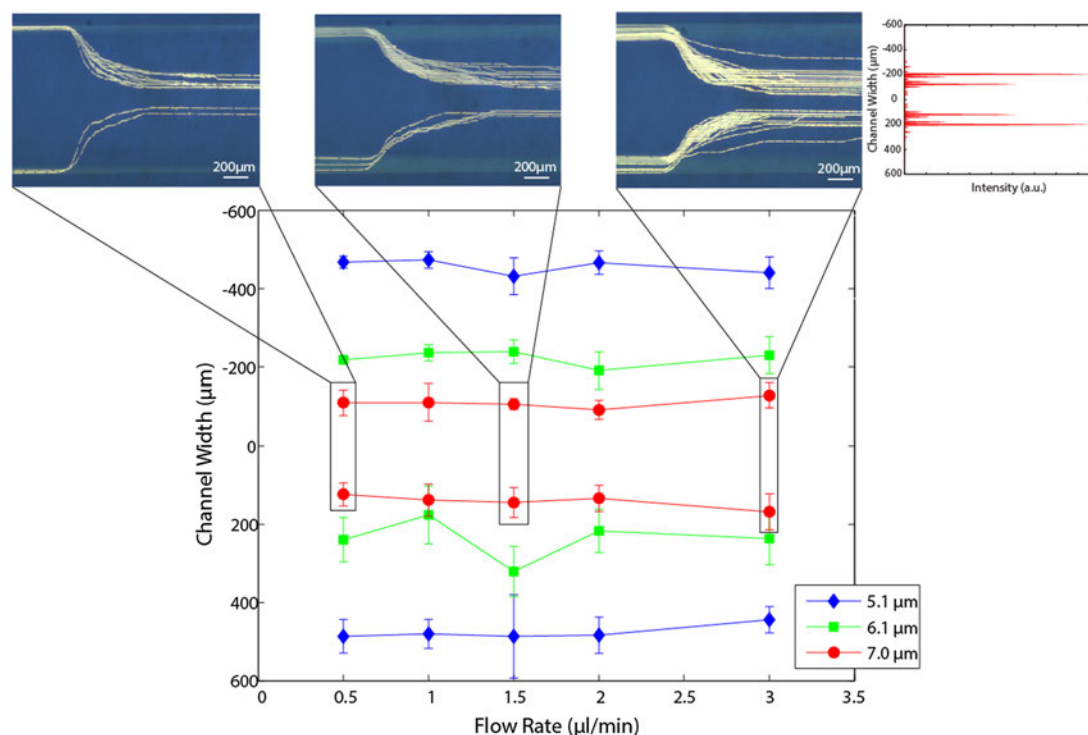 200µm
200µm
200µm
Channel Width (µm)
-600
-400
-200
0
200
400
600
Intensity (a.u.)
Channel Width (µm)
-600
-400
-200
0
200
400
600
0
0.5
1
1.5
2
2.5
3
3.5
Flow Rate (µl/min)
5.1 µm
6.1 µm
7.0 µm